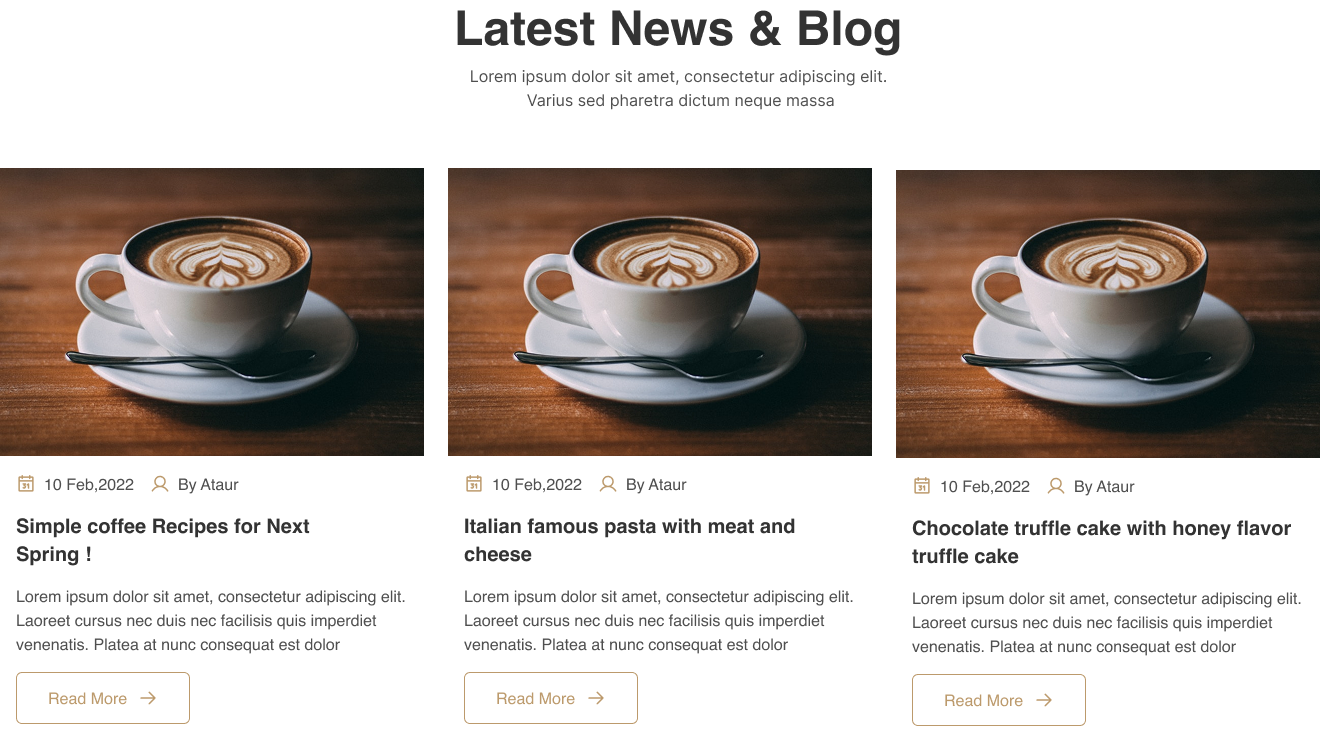 Latest News & Blog
Lorem ipsum dolor sit amet, consectetur adipiscing elit.
Varius sed pharetra dictum neque massa
31 10 Feb,2022 By Ataur
Simple coffee Recipes for Next
Spring !
Lorem ipsum dolor sit amet, consectetur adipiscing elit.
Laoreet cursus nec duis nec facilisis quis imperdiet
venenatis. Platea at nunc consequat est dolor
Read More
31 10 Feb,2022 By Ataur
Italian famous pasta with meat and
cheese
Lorem ipsum dolor sit amet, consectetur adipiscing elit.
Laoreet cursus nec duis nec facilisis quis imperdiet
venenatis. Platea at nunc consequat est dolor
Read More
31 10 Feb,2022 By Ataur
Chocolate truffle cake with honey flavor
truffle cake
Lorem ipsum dolor sit amet, consectetur adipiscing elit.
Laoreet cursus nec duis nec facilisis quis imperdiet
venenatis. Platea at nunc consequat est dolor
Read More